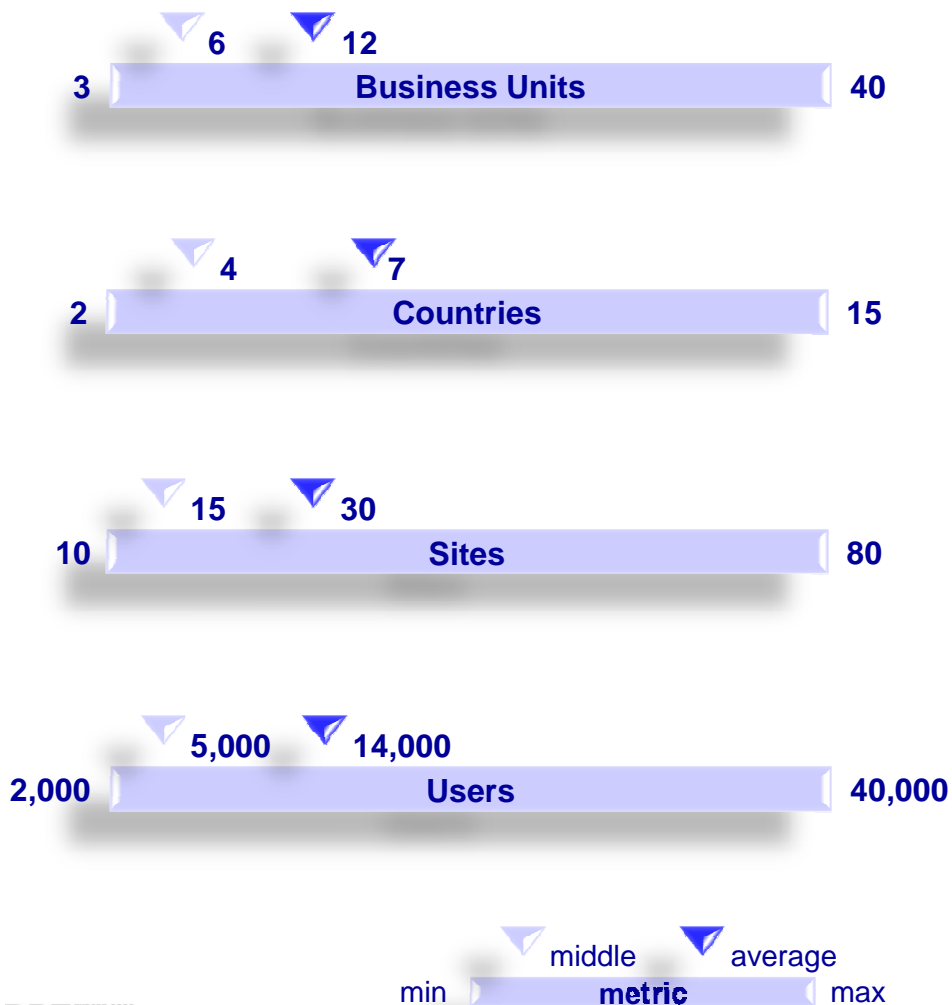 6 12
3 Business Units 40
4 7
2 Countries 15
15 30
10 Sites 80
5,000 14,000
2,000 Users 40,000
middle average
min metric max